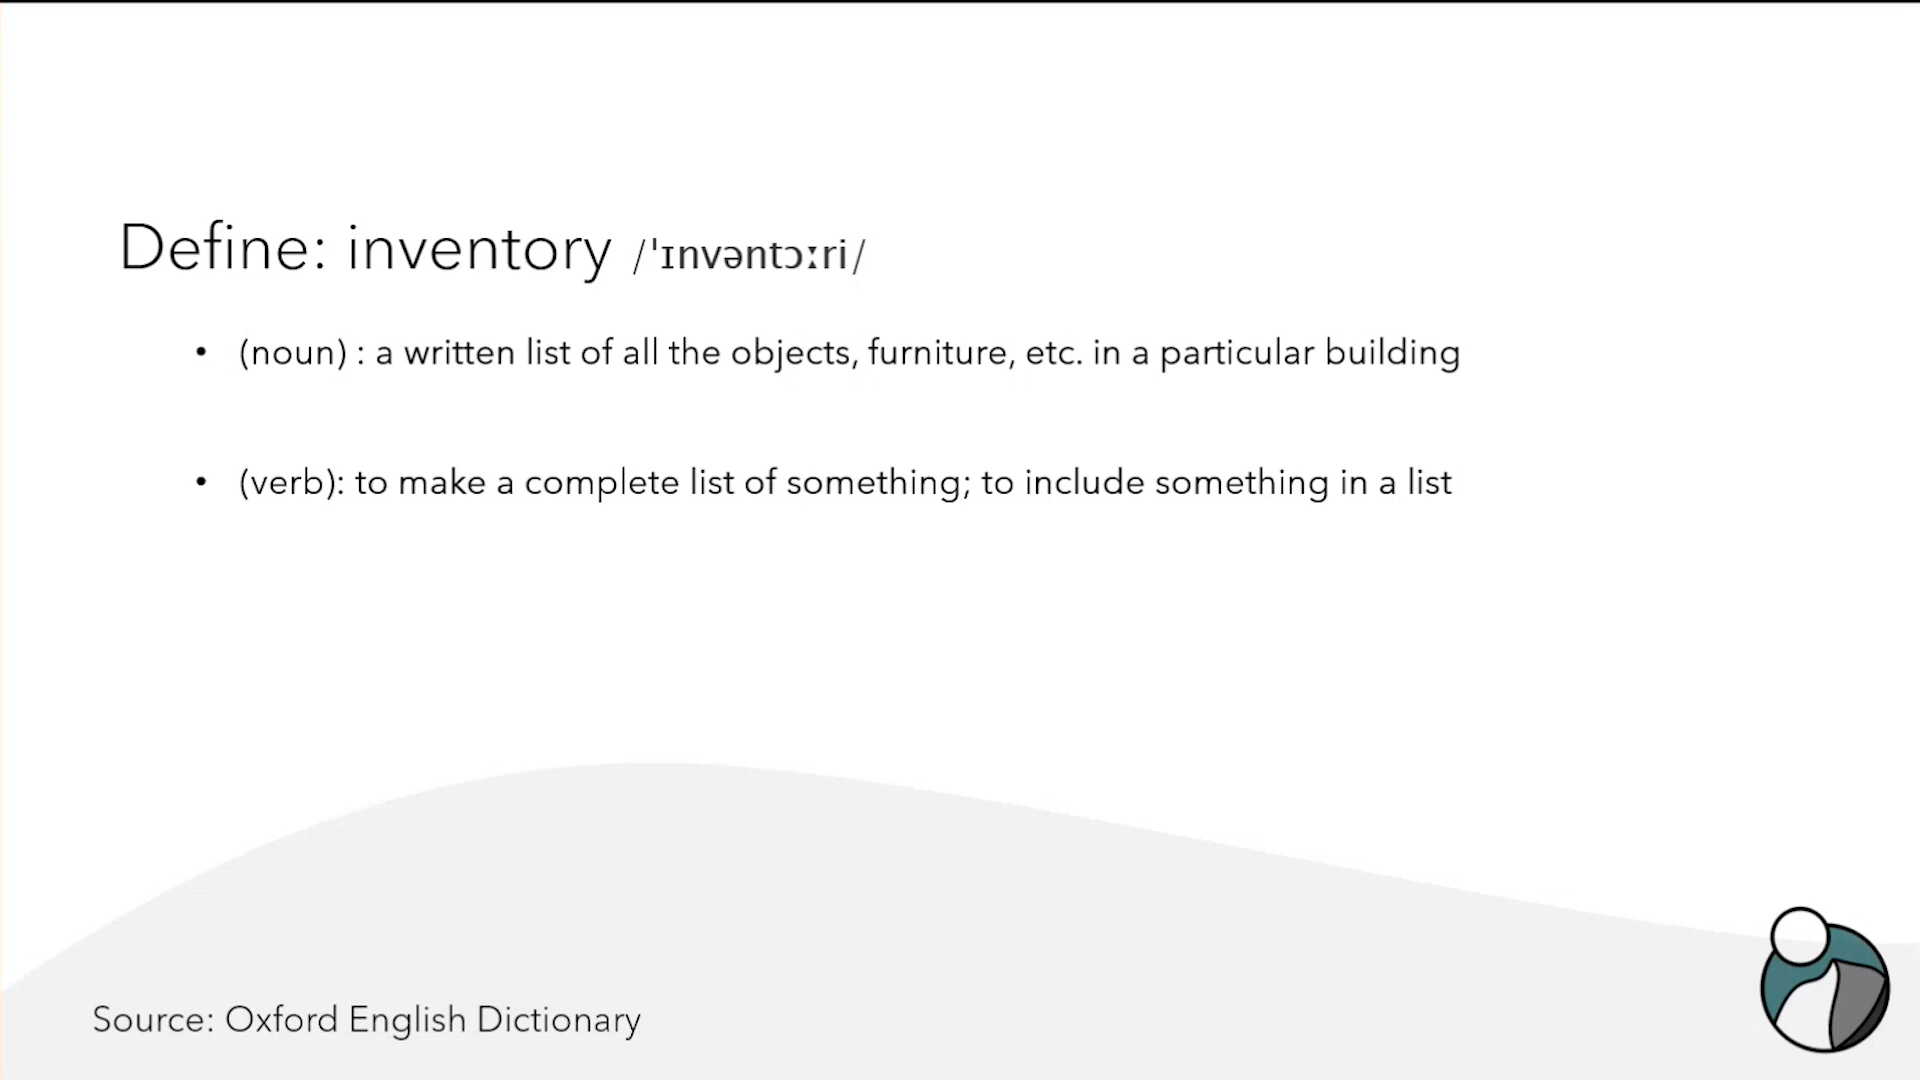 Define: inventory /ˈɪnvəntɔːri/
• (noun) : a written list of all the objects, furniture, etc. in a particular building
• (verb): to make a complete list of something; to include something in a list
Source: Oxford English Dictionary